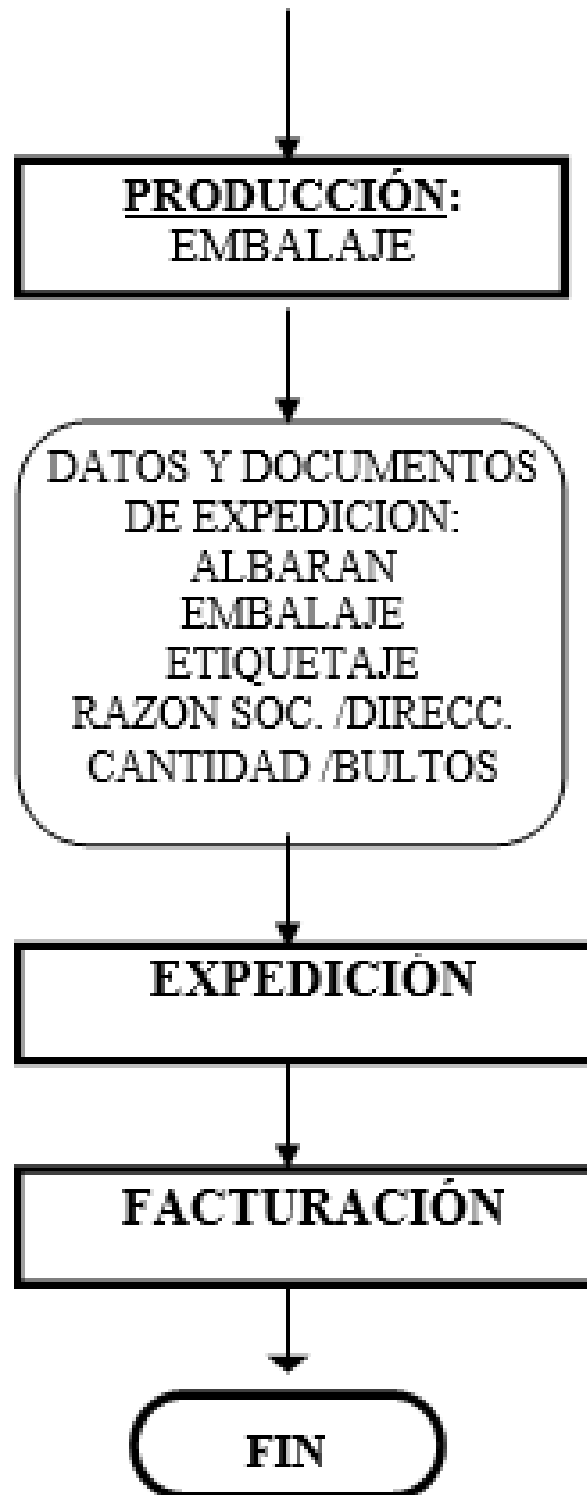 PRODUCCIÓN:
EMBALAJE
DATOS Y DOCUMENTOS
DE EXPEDICION:
ALBARAN
EMBALAJE
ETIQUETAJE
RAZON SOC. /DIRECC.
CANTIDAD /BULTOS
EXPEDICIÓN
FACTURACIÓN
FIN